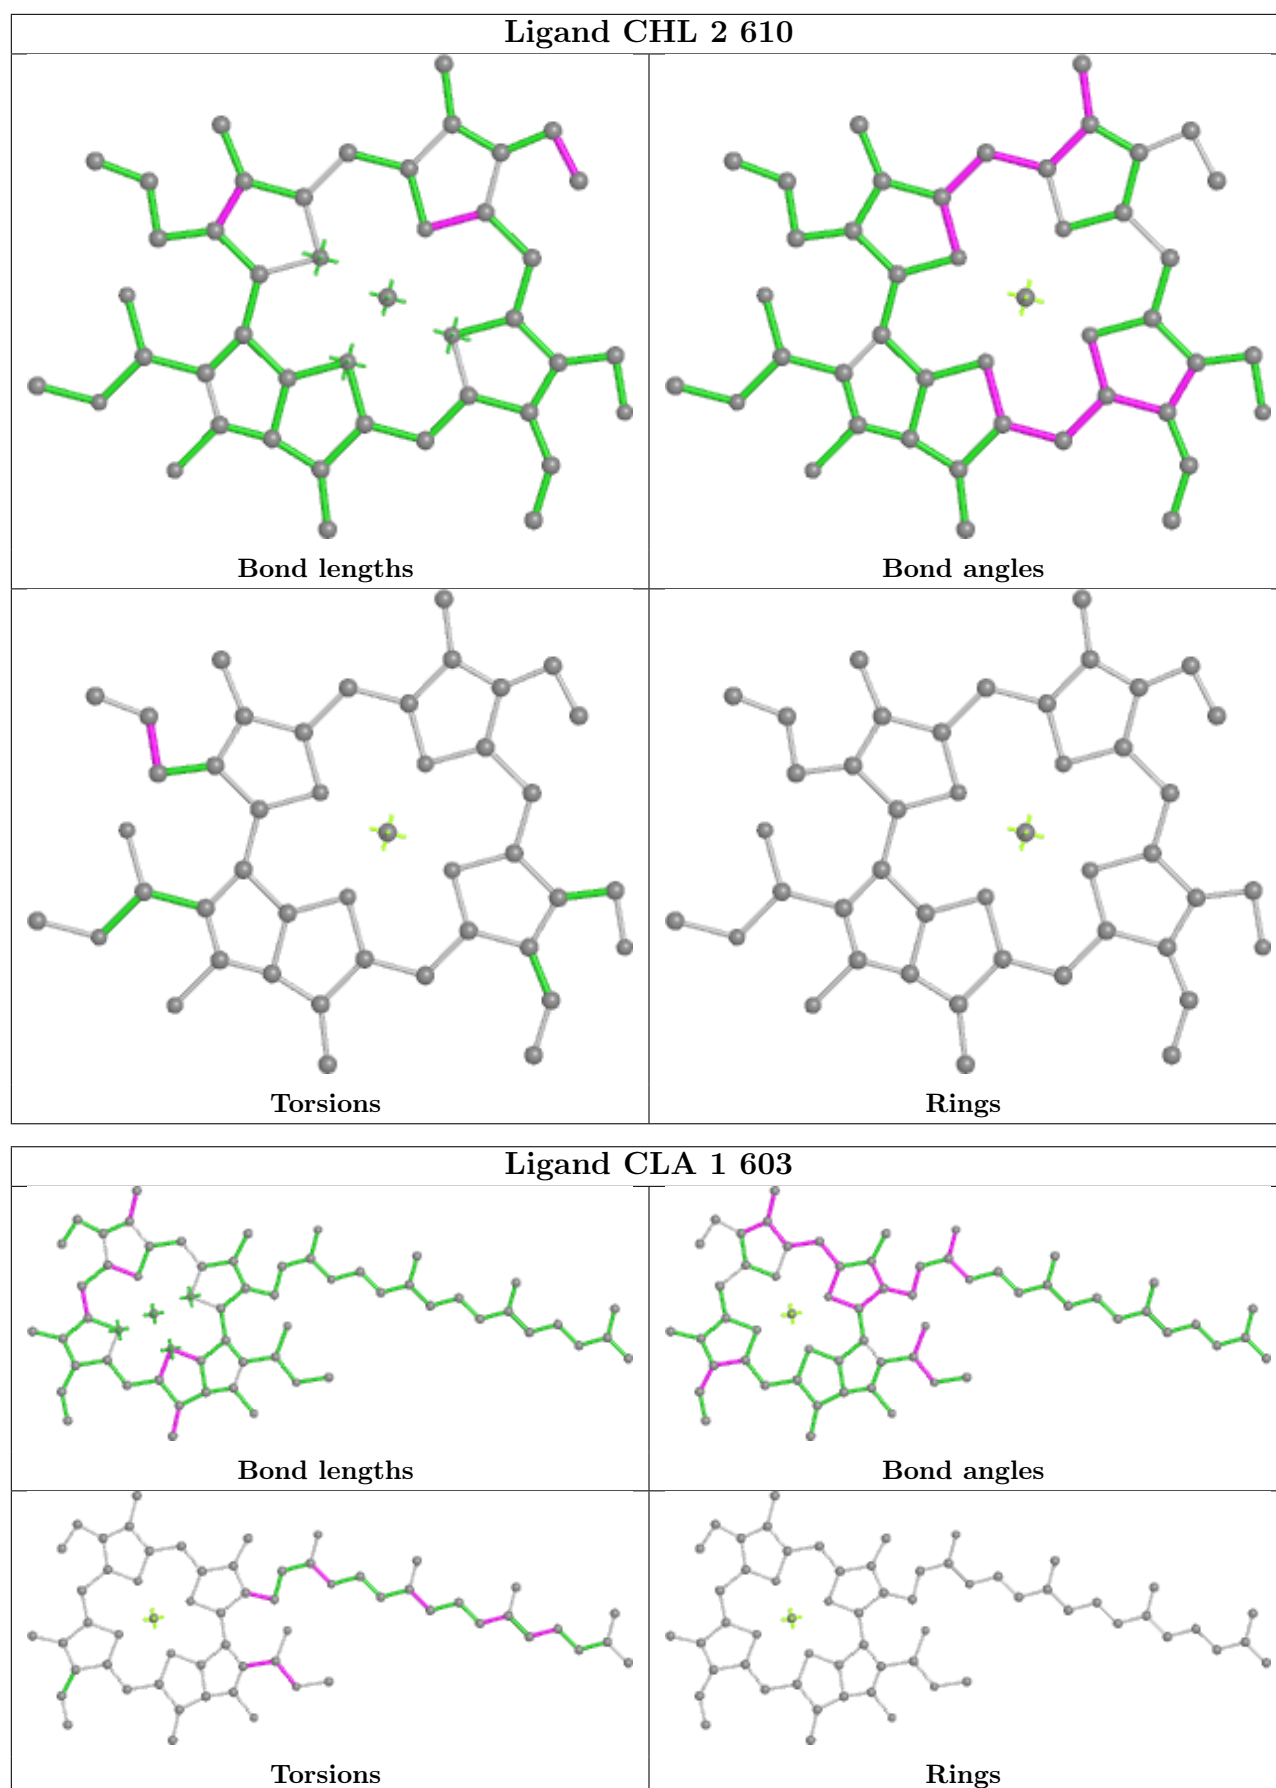 Ligand CHL 2 610
Bond lengths
Bond angles
Torsions
Rings
Ligand CLA 1 603
Bond lengths
Bond angles
Torsions
Rings